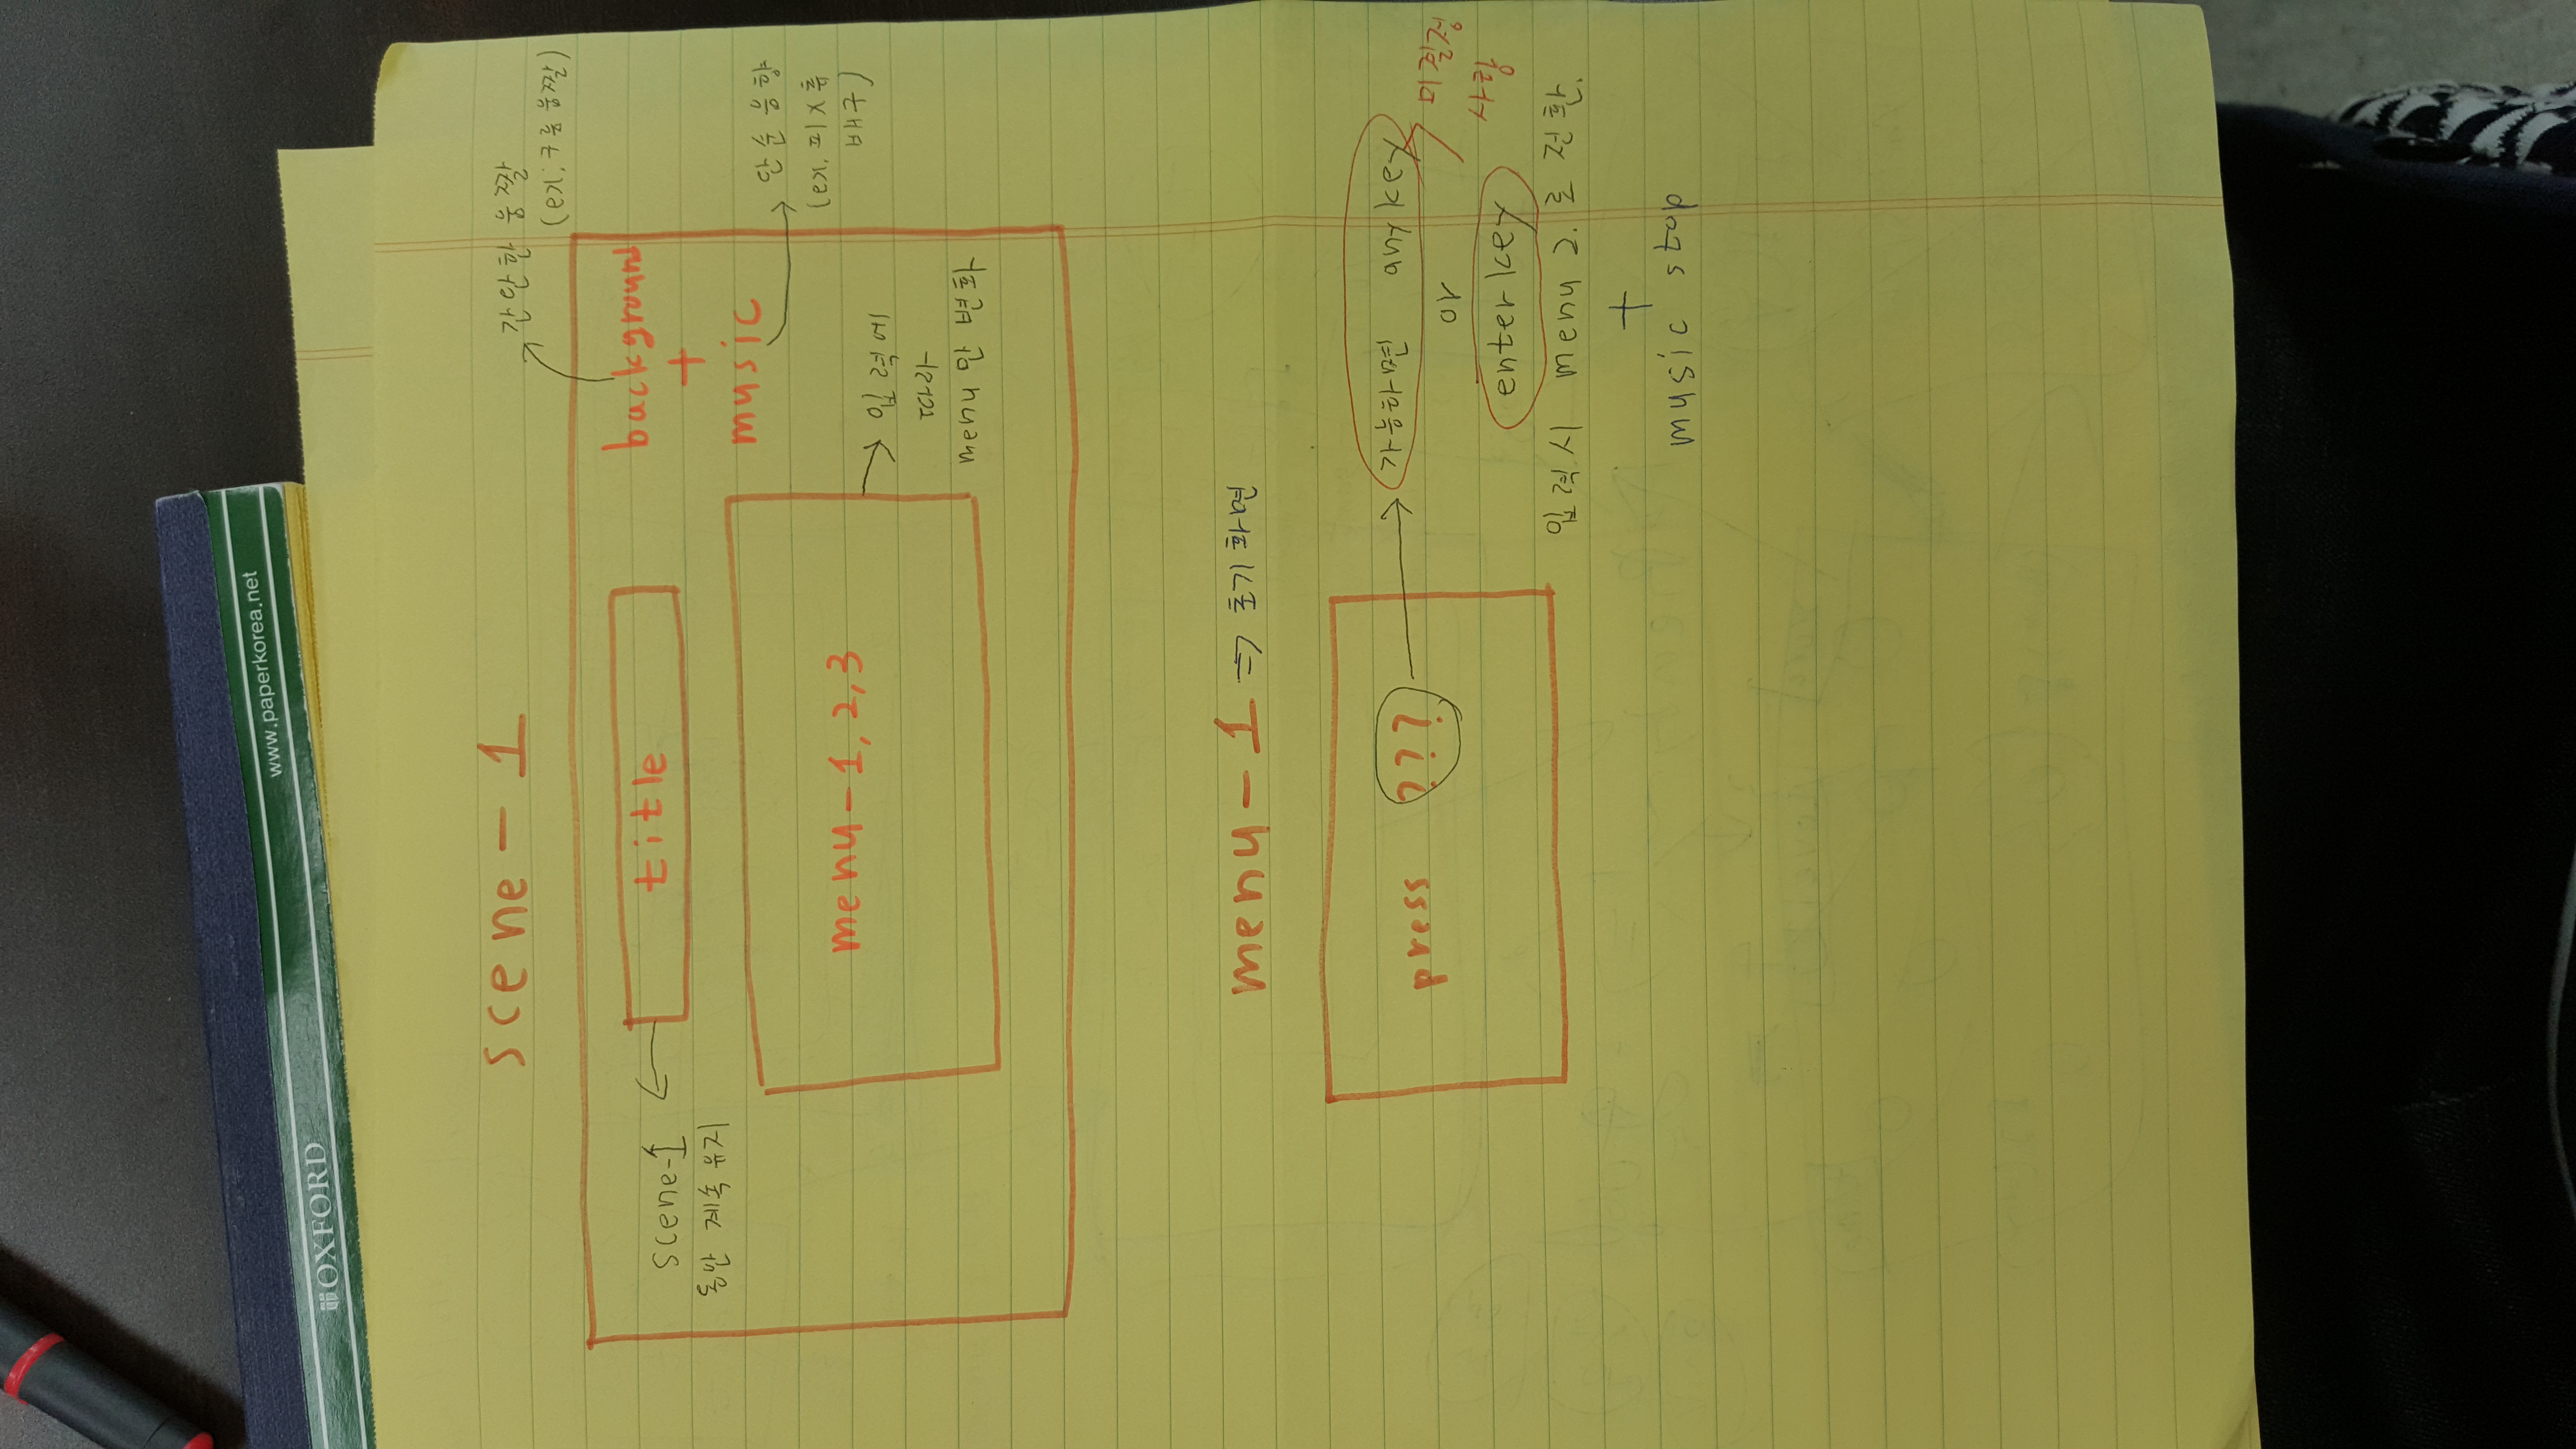 www.paperkorea.net
OXFORD
scene - 1
간단한 움짤
(ex; 구름 움짤)
title
background
+
music
scene-1
동안 계속 유지
단순 음향
(ex. 피X츄
배구)
menu - 1, 2, 3
입력에
따라
menu 만 변화
menu - 1 => 초기 화면
press ???
가능하면 any key
or
enter key
미결정
사항
입력시 menu 2. 로 전환.
+
music stop